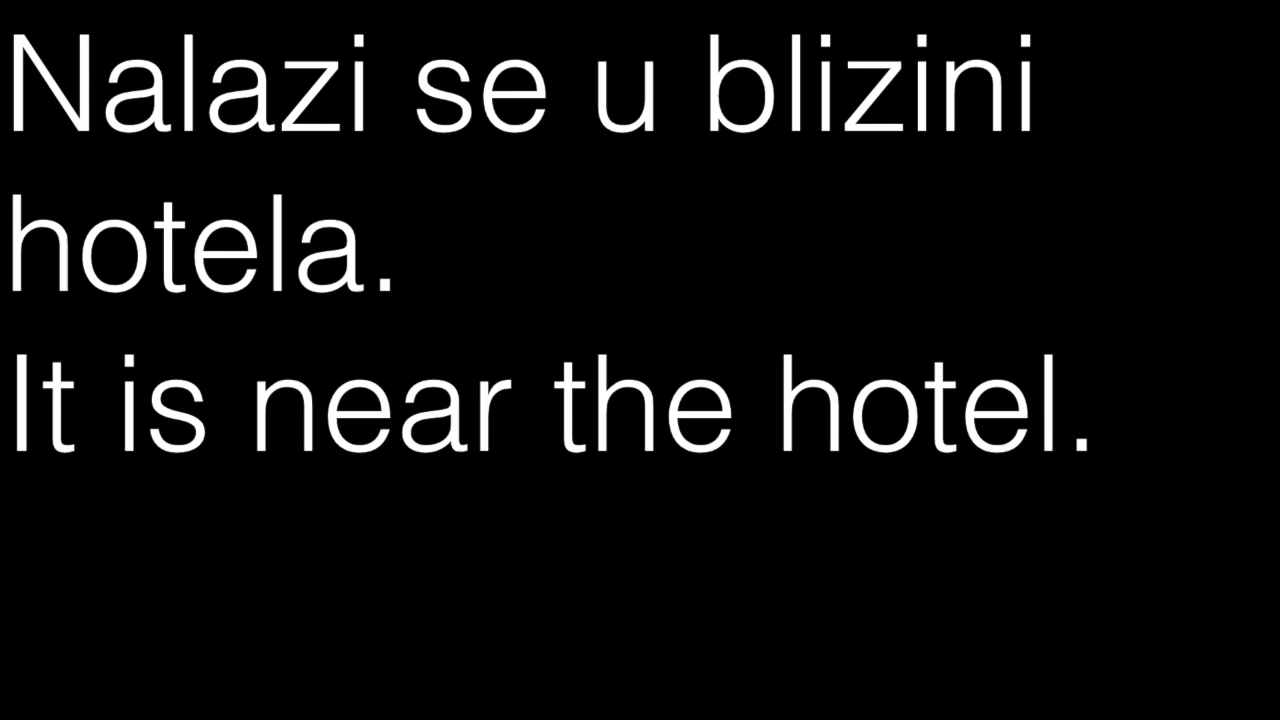 Nalazi se u blizini
hotela.
It is near the hotel.